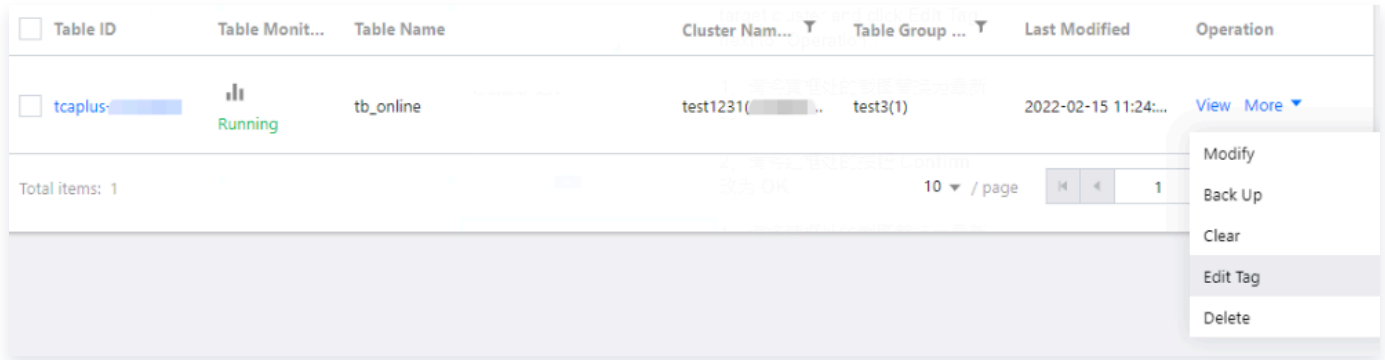 Table ID Table Monit... Table Name Cluster Nam... Table Group ... Last Modified Operation
tcaplus- Running tb_online test1231( .. test3(1) 2022-02-15 11:24:... View More
Modify
Total items: 1 10 / page 1
Back Up
Clear
Edit Tag
Delete